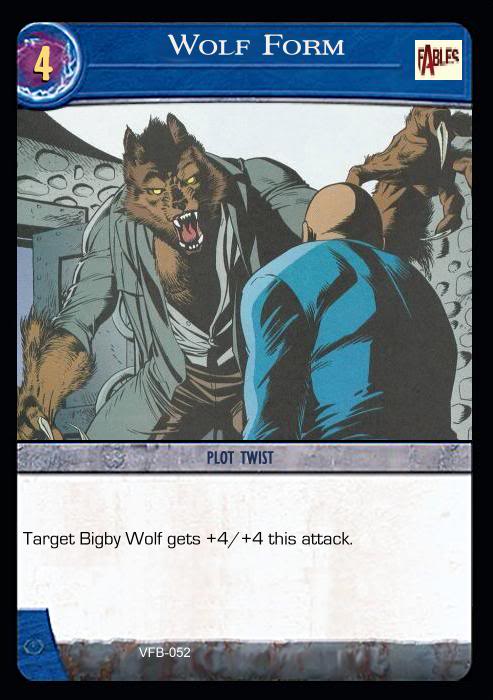 4
Wolf Form
FABLES
PLOT TWIST
Target Bigby Wolf gets +4/+4 this attack.
VFB-052